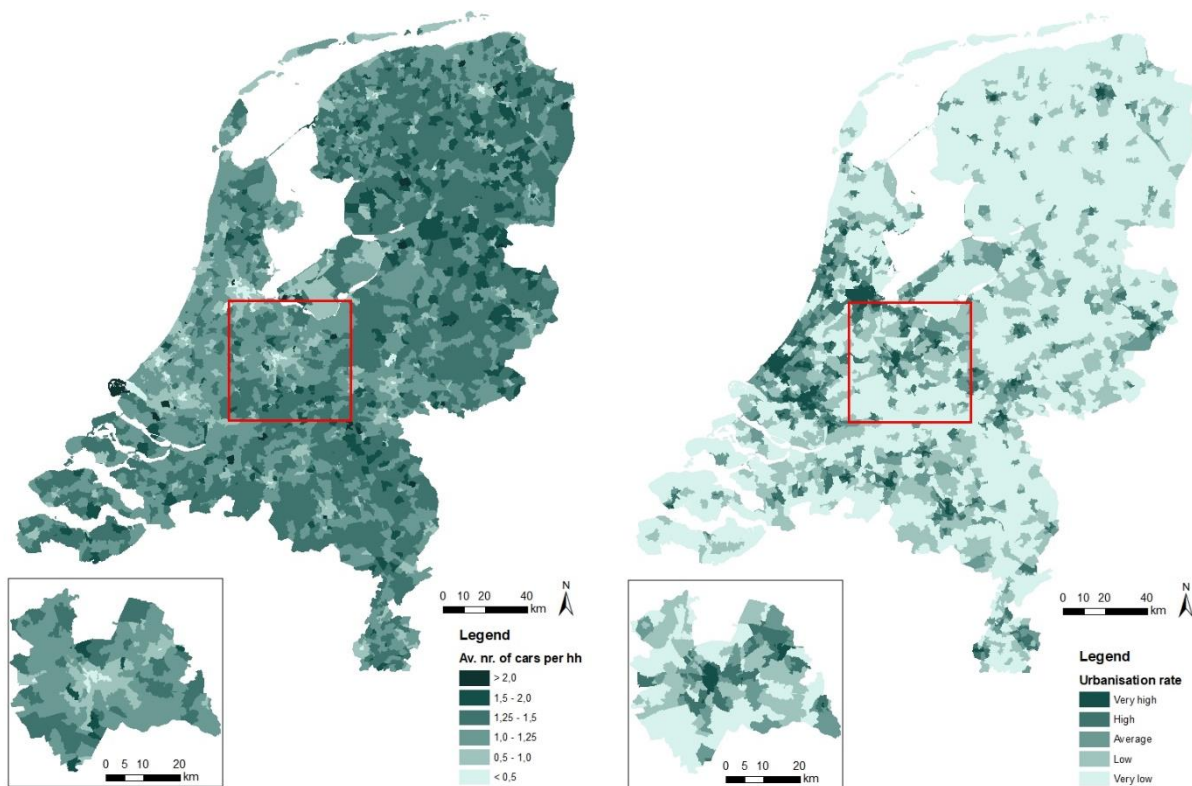 N
0 10 20 40
km
Legend
Av. nr. of cars per hh
> 2,0
1,5 - 2,0
1,25 - 1,5
1,0 - 1,25
0,5 - 1,0
< 0,5
0 5 10 20
km
N
0 10 20 40
km
Legend
Urbanisation rate
Very high
High
Average
Low
Very low
0 5 10 20
km